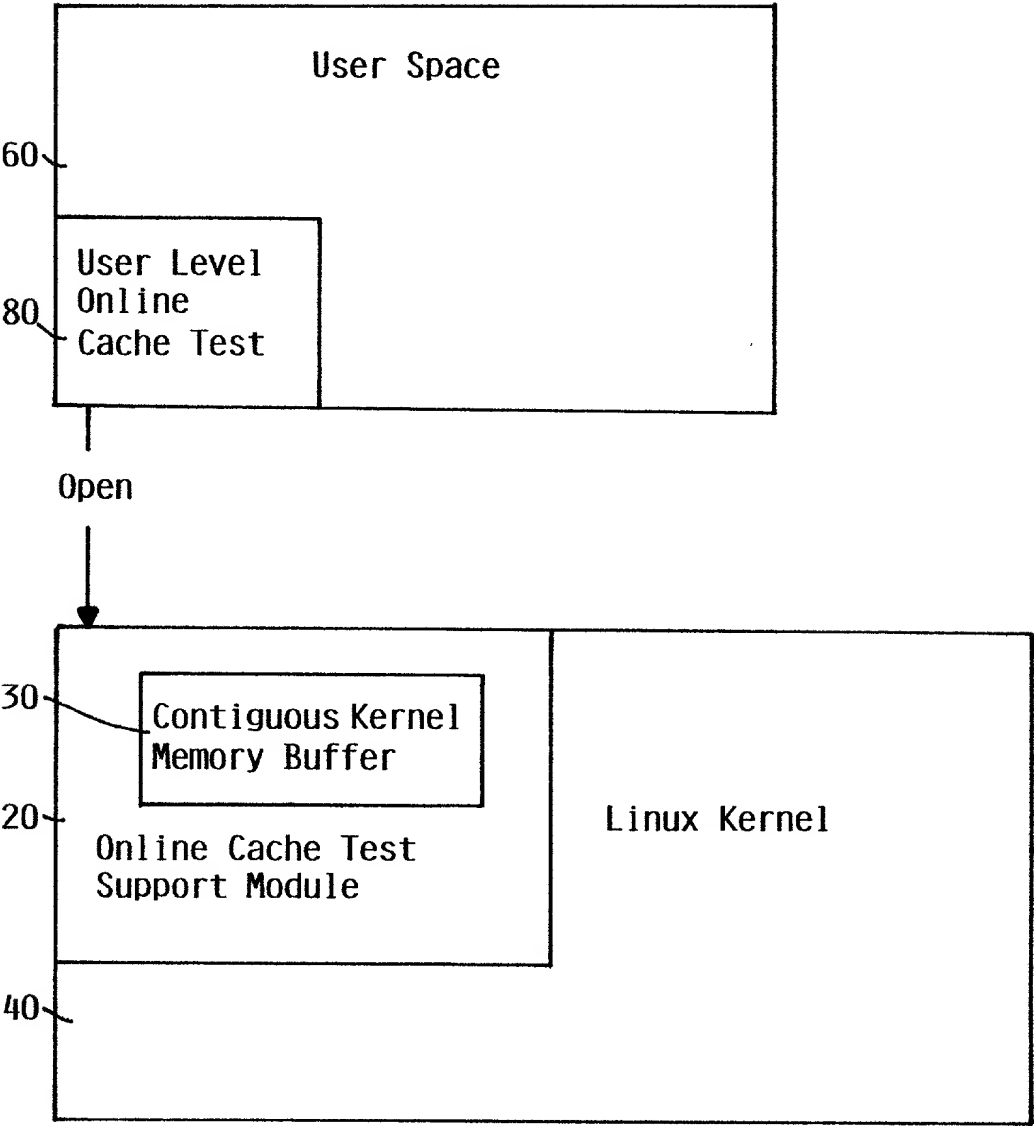 User Space
60
User Level
Online
80
Cache Test
Open
30
Contiguous Kernel
Memory Buffer
20
Linux Kernel
Online Cache Test
Support Module
40